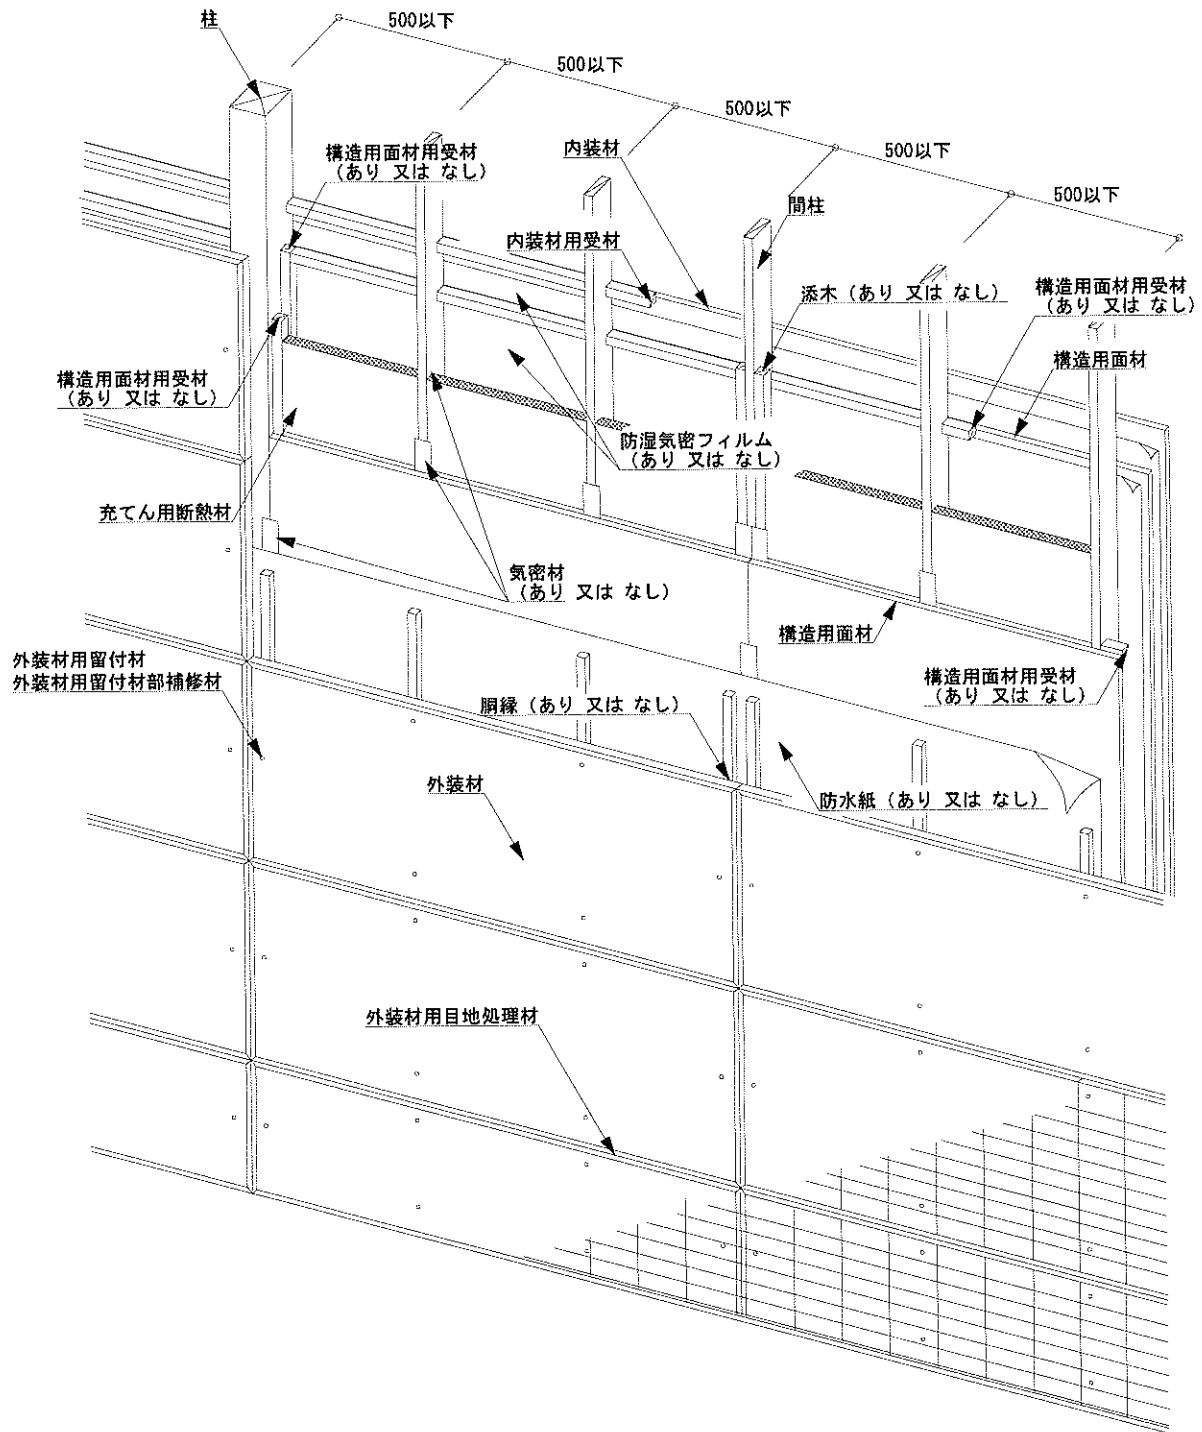 柱
500以下
500以下
500以下
500以下
500以下
構造用面材用受材
(あり 又は なし)
内装材
間柱
内装材用受材
添木(あり 又は なし)
構造用面材用受材
(あり 又は なし)
構造用面材
構造用面材用受材
(あり 又は なし)
防湿気密フィルム
(あり 又は なし)
充てん用断熱材
気密材
(あり 又は なし)
構造用面材
外装材用留付材
外装材用留付材部補修材
構造用面材用受材
(あり 又は なし)
胴縁(あり 又は なし)
外装材
防水紙(あり 又は なし)
外装材用目地処理材